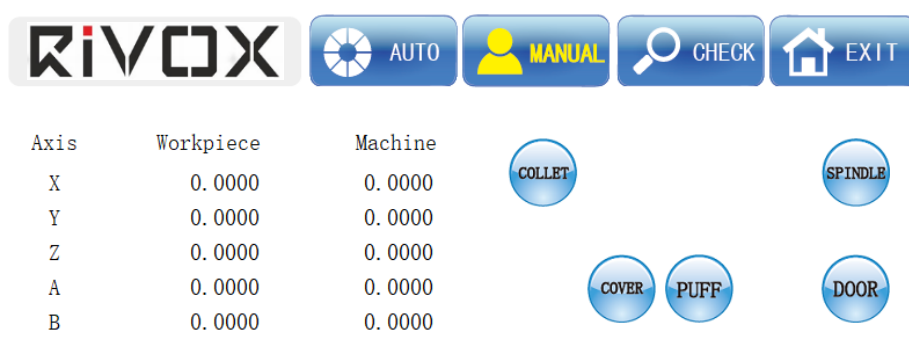 RiVOX AUTO MANUAL CHECK EXIT
Axis Workpiece Machine
X 0.0000 0.0000
Y 0.0000 0.0000
Z 0.0000 0.0000
A 0.0000 0.0000
B 0.0000 0.0000
COLLET SPINDLE
COVER PUFF DOOR